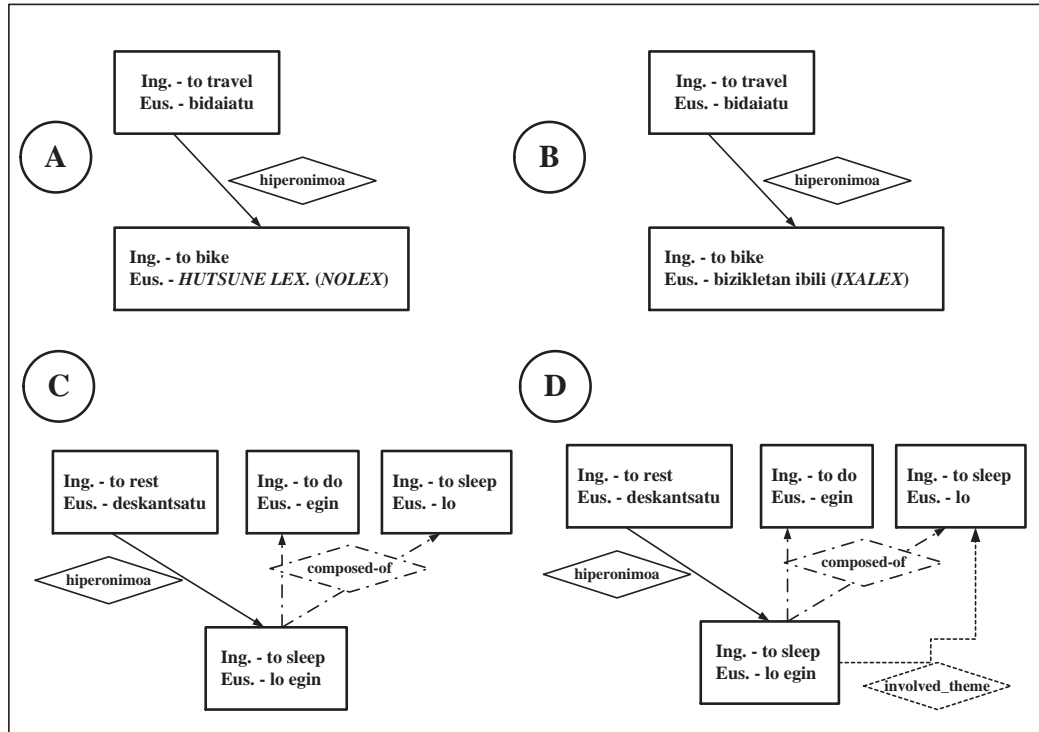 Ing. - to travel
Eus. - bidaiatu
A
hiperonimoa
Ing. - to bike
Eus. - HUTSUNE LEX. (NOLEX)
Ing. - to travel
Eus. - bidaiatu
B
hiperonimoa
Ing. - to bike
Eus. - bizikletan ibili (IXALEX)
C
Ing. - to rest
Eus. - deskantsatu
Ing. - to do
Eus. - egin
Ing. - to sleep
Eus. - lo
hiperonimoa
composed-of
Ing. - to sleep
Eus. - lo egin
D
Ing. - to rest
Eus. - deskantsatu
Ing. - to do
Eus. - egin
Ing. - to sleep
Eus. - lo
hiperonimoa
composed-of
Ing. - to sleep
Eus. - lo egin
involved_theme